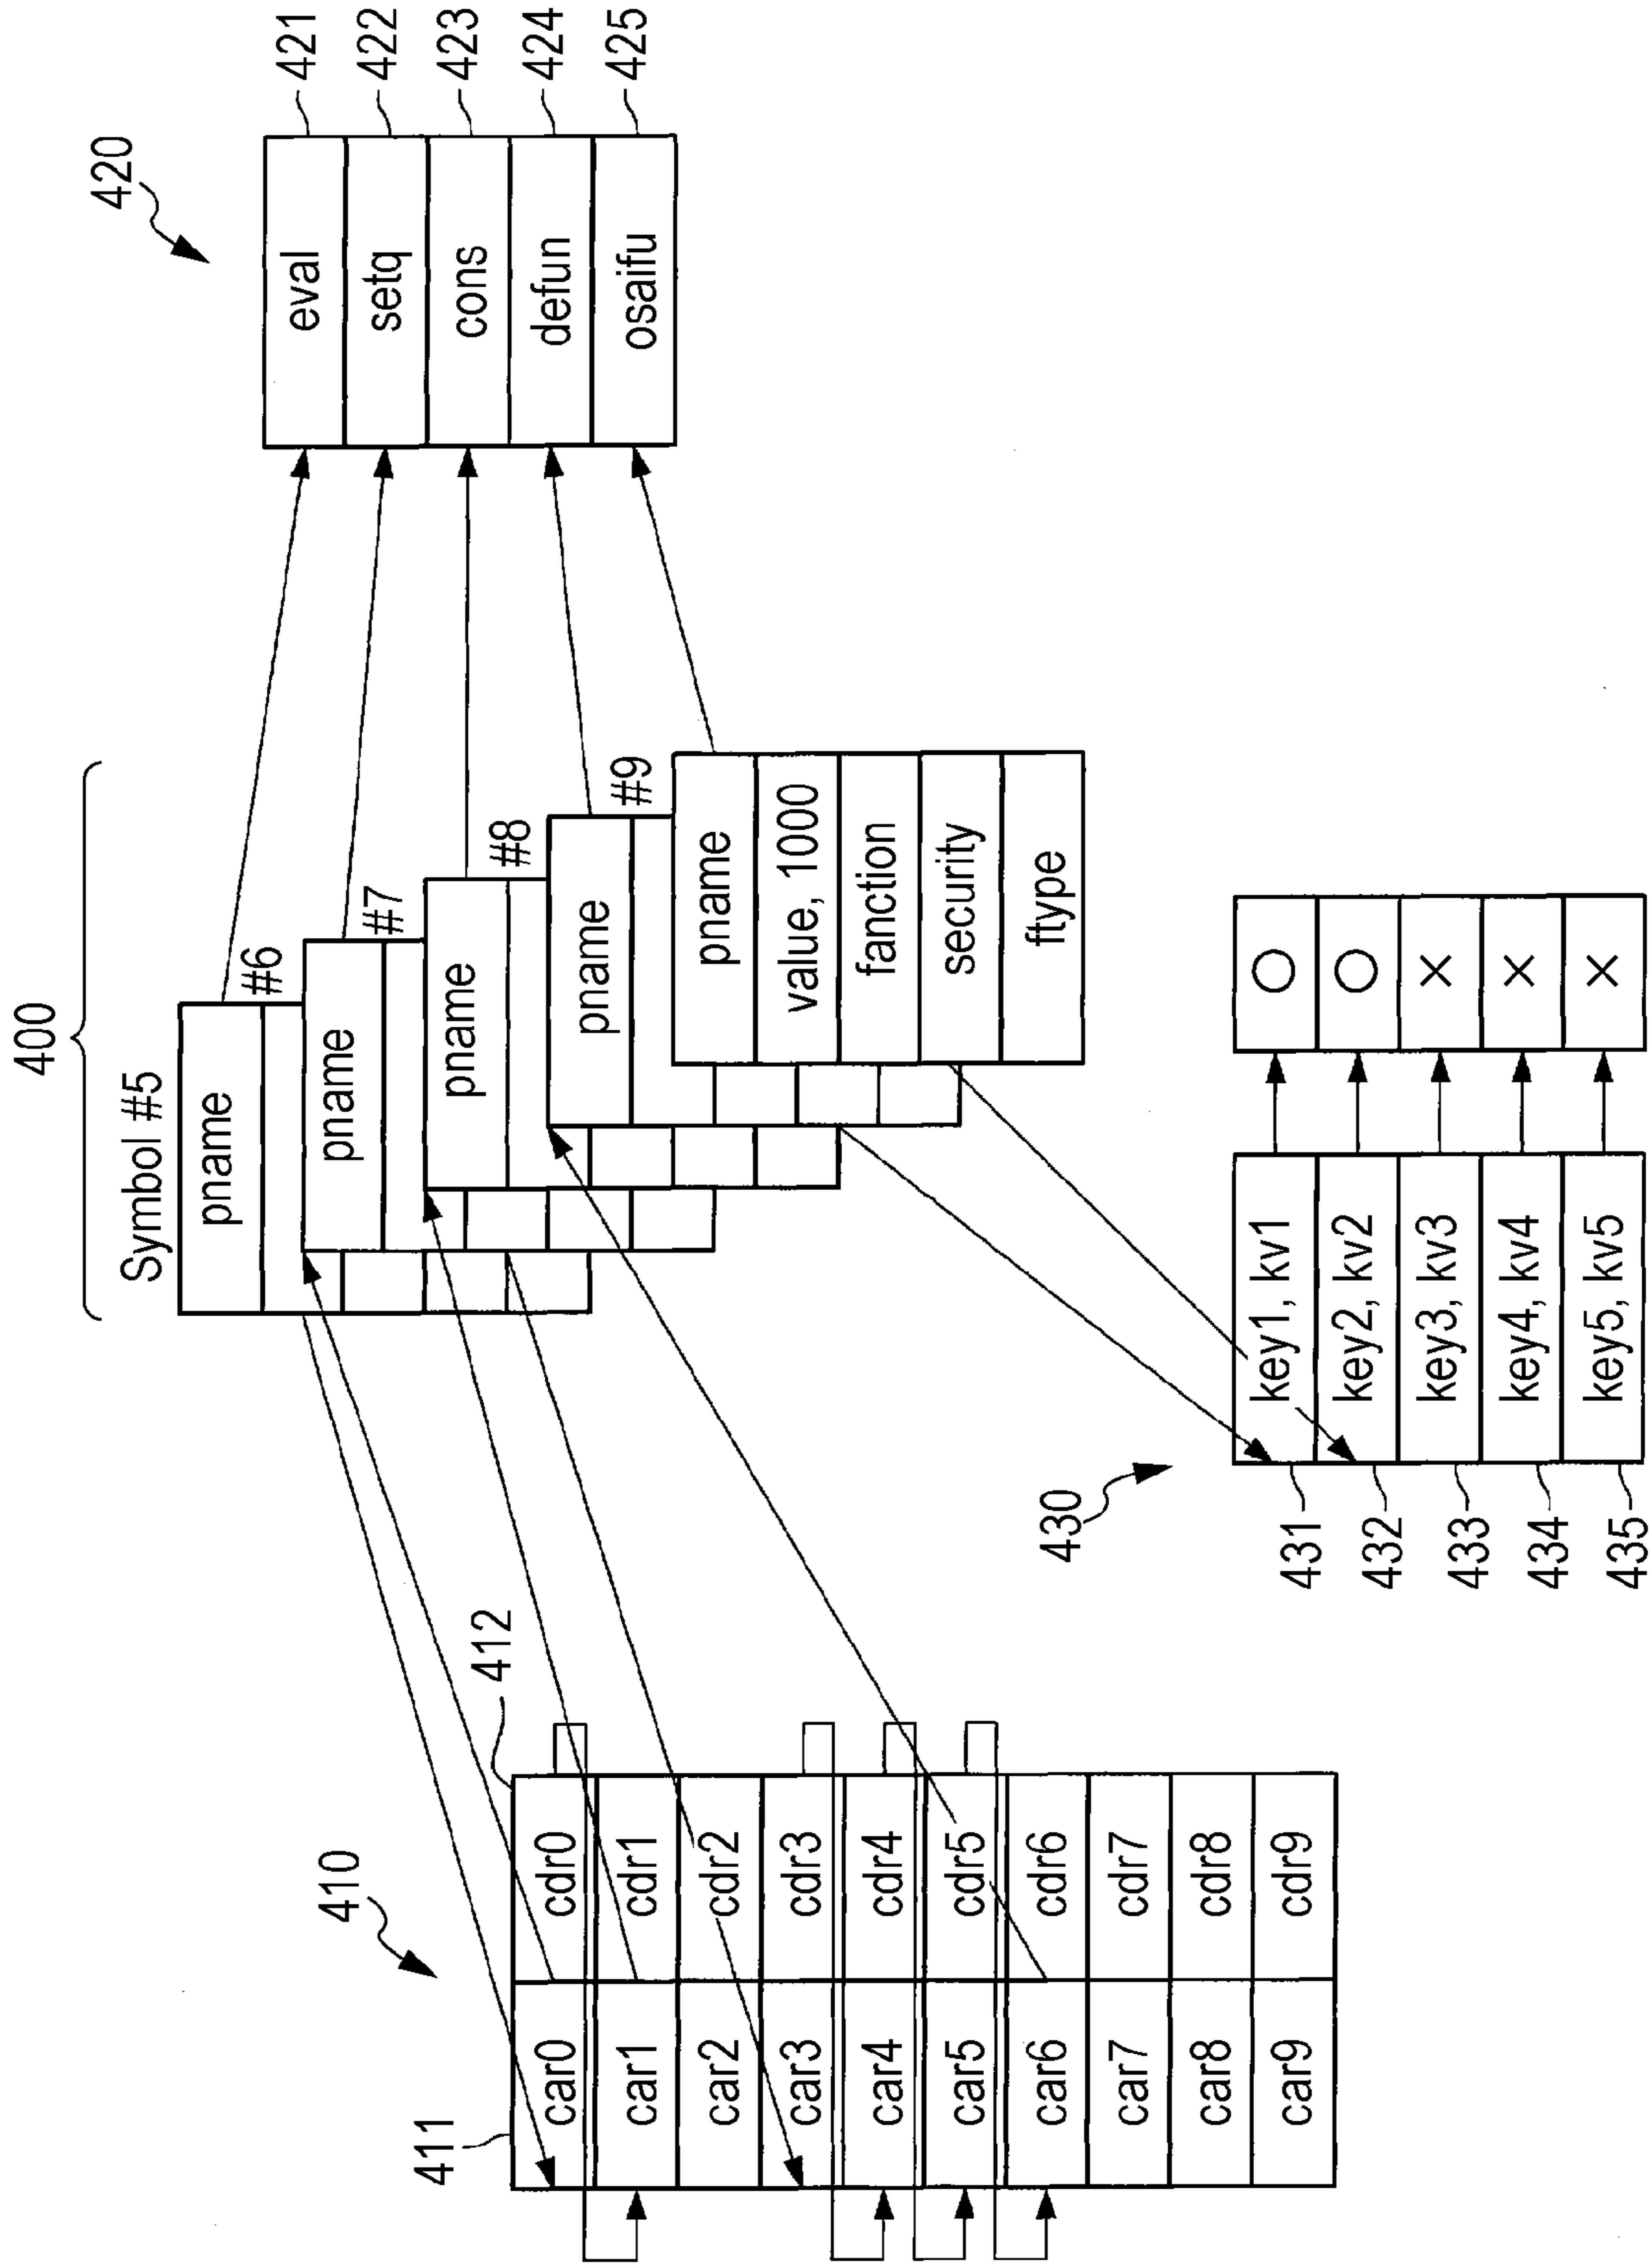 400
Symbol #5
pname
#6
pname
#7
pname
#8
pname
#9
pname
value, 1000
fanction
security
ftype
420
eval
setq
cons
defun
osaifu
421
422
423
424
425
410
411
412
car0 cdr0
car1 cdr1
car2 cdr2
car3 cdr3
car4 cdr4
car5 cdr5
car6 cdr6
car7 cdr7
car8 cdr8
car9 cdr9
430
431
432
433
434
435
key1, kv1 ○
key2, kv2 ○
key3, kv3 ×
key4, kv4 ×
key5, kv5 ×